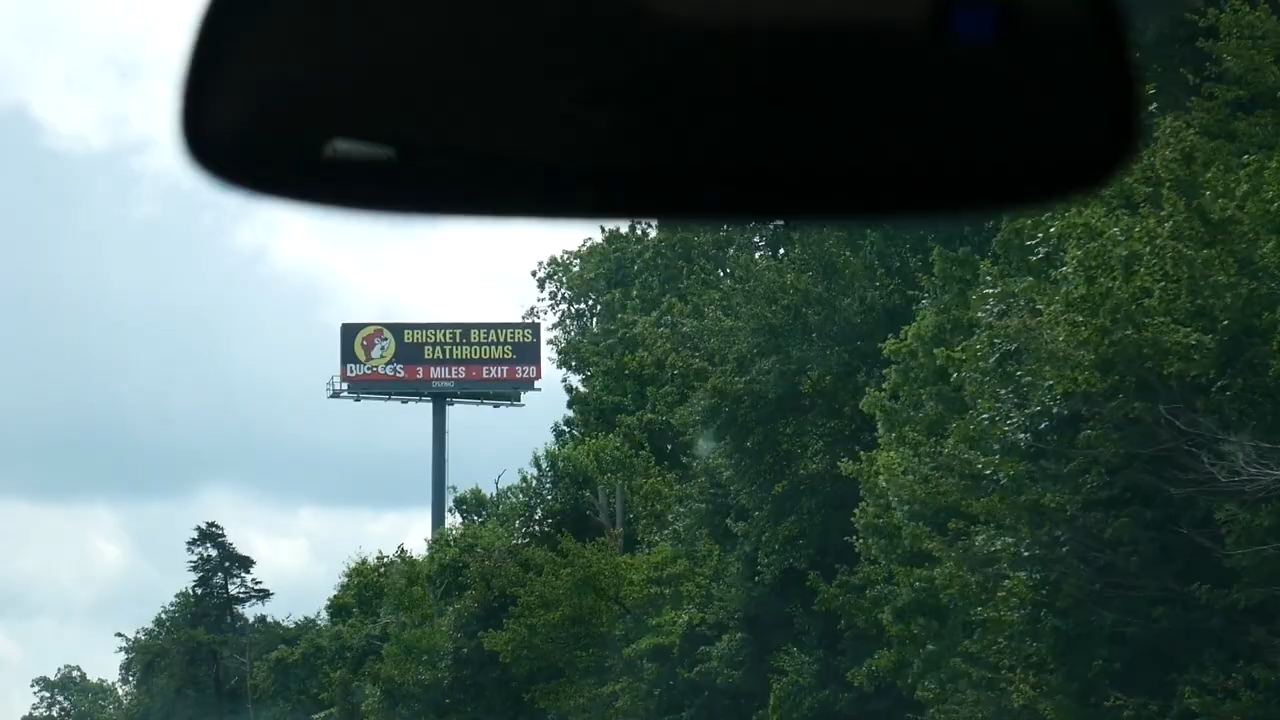 BRISKET. BEAVERS.
BATHROOMS.
BUC-EE'S. 3 MILES · EXIT 320